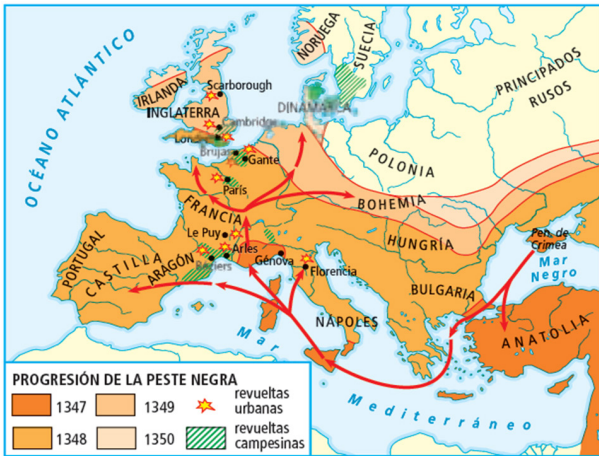 OCÉANO ATLÁNTICO
NORUEGA
SUECIA
PRINCIPADOS
RUSOS
IRLANDA
Scarborough
INGLATERRA
Cambridge
DINAMARCA
Brujas
Gante
POLONIA
París
BOHEMIA
FRANCIA
HUNGRÍA
Le Puy
Arles
Génova
Florencia
PORTUGAL
CASTILLA
ARAGÓN
Beziers
Pen. de
Crimea
Mar
Negro
BULGARIA
NÁPOLES
ANATOLIA
Mar
Mediterráneo
PROGRESIÓN DE LA PESTE NEGRA
1347
1349
revueltas
urbanas
1348
1350
revueltas
campesinas